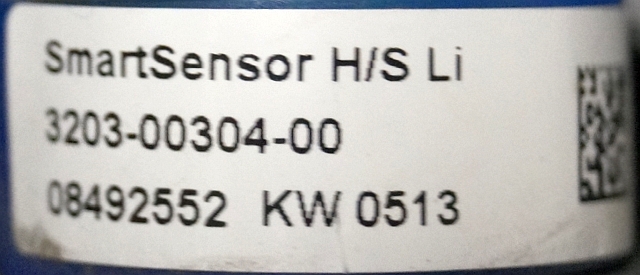 SmartSensor H/S Li
3203-00304-00
08492552 KW 0513